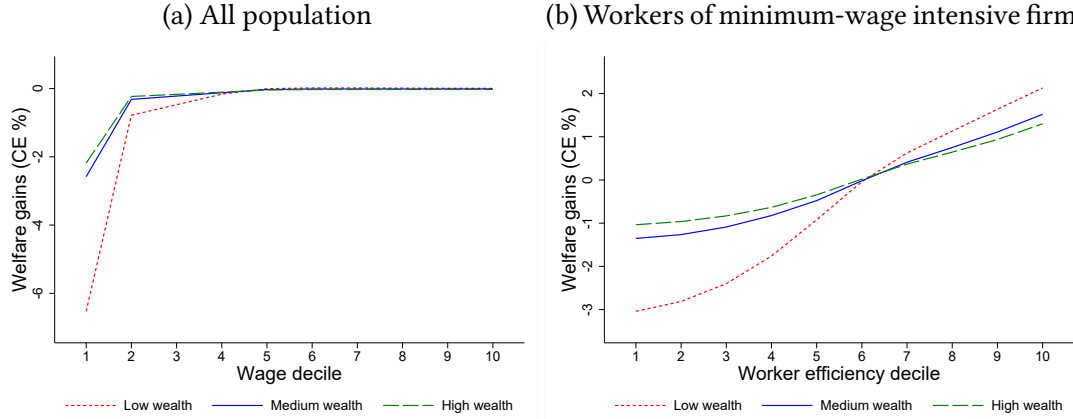 (a) All population
Welfare gains (CE %)
0
-2
-4
-6
1 2 3 4 5 6 7 8 9 10
Wage decile
Low wealth Medium wealth High wealth
(b) Workers of minimum-wage intensive firm
Welfare gains (CE %)
2
1
0
-1
-2
-3
1 2 3 4 5 6 7 8 9 10
Worker efficiency decile
Low wealth Medium wealth High wealth